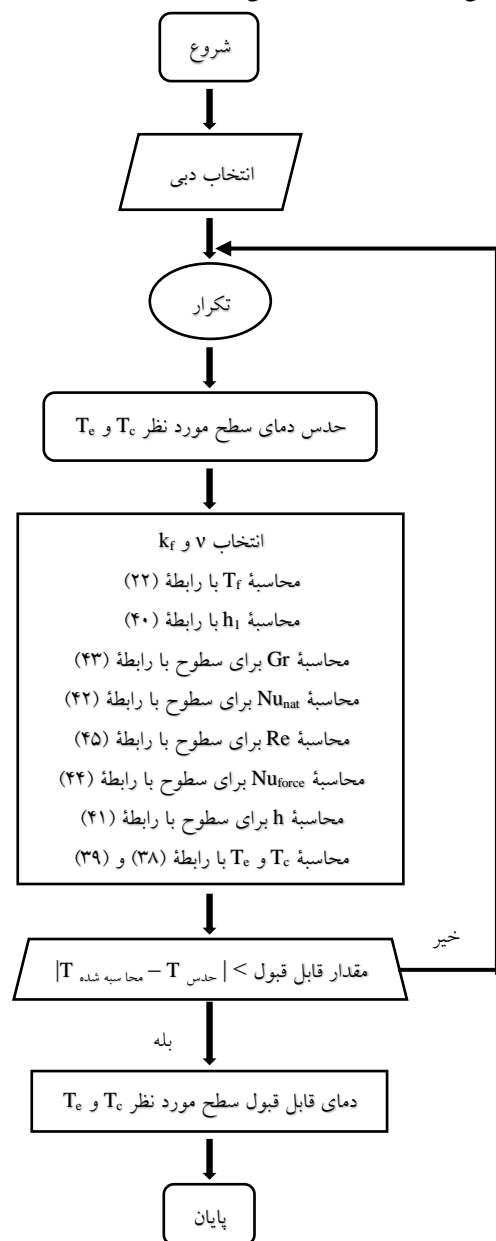 شروع
انتخاب دبی
تکرار
حدس دمای سطح مورد نظر Tc و Te
انتخاب ν و kf
محاسبهٔ Tf با رابطهٔ (۲۲)
محاسبهٔ h1 با رابطهٔ (۴۰)
محاسبهٔ Gr برای سطوح با رابطهٔ (۴۳)
محاسبهٔ Nunat برای سطوح با رابطهٔ (۴۲)
محاسبهٔ Re برای سطوح با رابطهٔ (۴۵)
محاسبهٔ Nuforce برای سطوح با رابطهٔ (۴۴)
محاسبهٔ h برای سطوح با رابطهٔ (۴۱)
محاسبهٔ Tc و Te با رابطهٔ (۳۸) و (۳۹)
خیر
|T محاسبه شده – T حدس| < مقدار قابل قبول
بله
دمای قابل قبول سطح مورد نظر Tc و Te
پایان